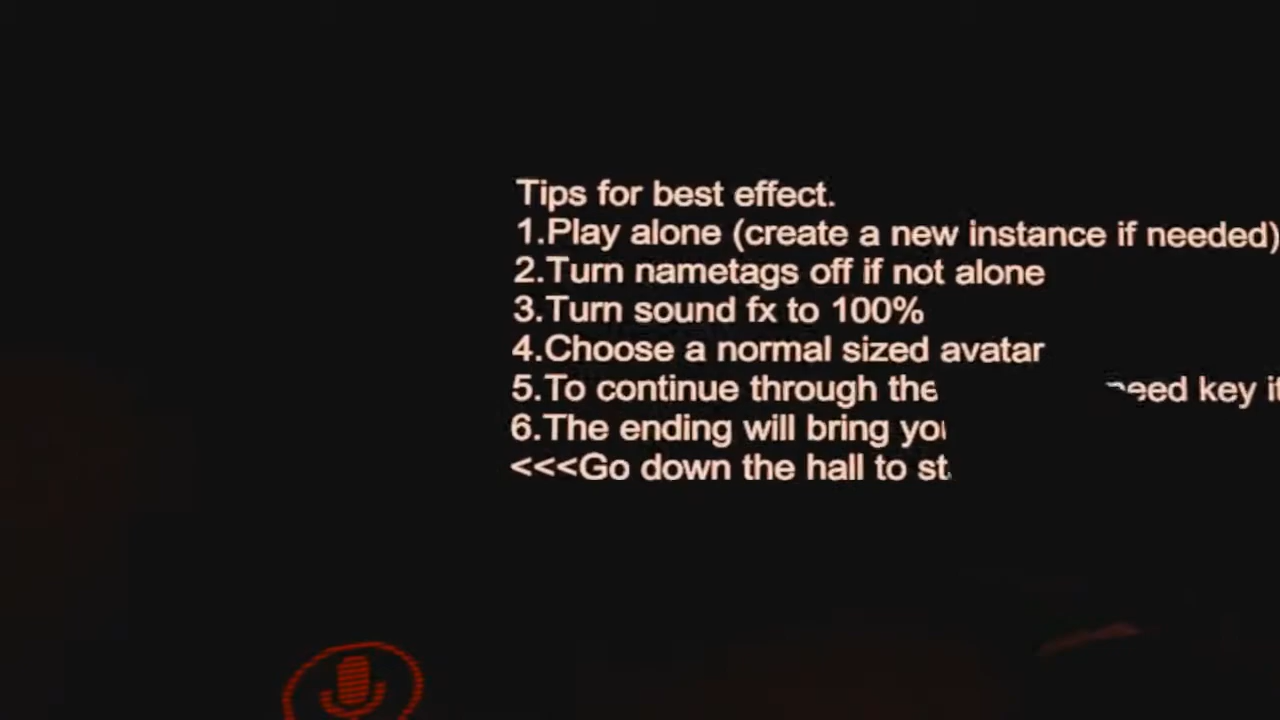 Tips for best effect.
1.Play alone (create a new instance if needed)
2.Turn nametags off if not alone
3.Turn sound fx to 100%
4.Choose a normal sized avatar
5.To continue through the need key
6.The ending will bring
<<<Go down the hall to